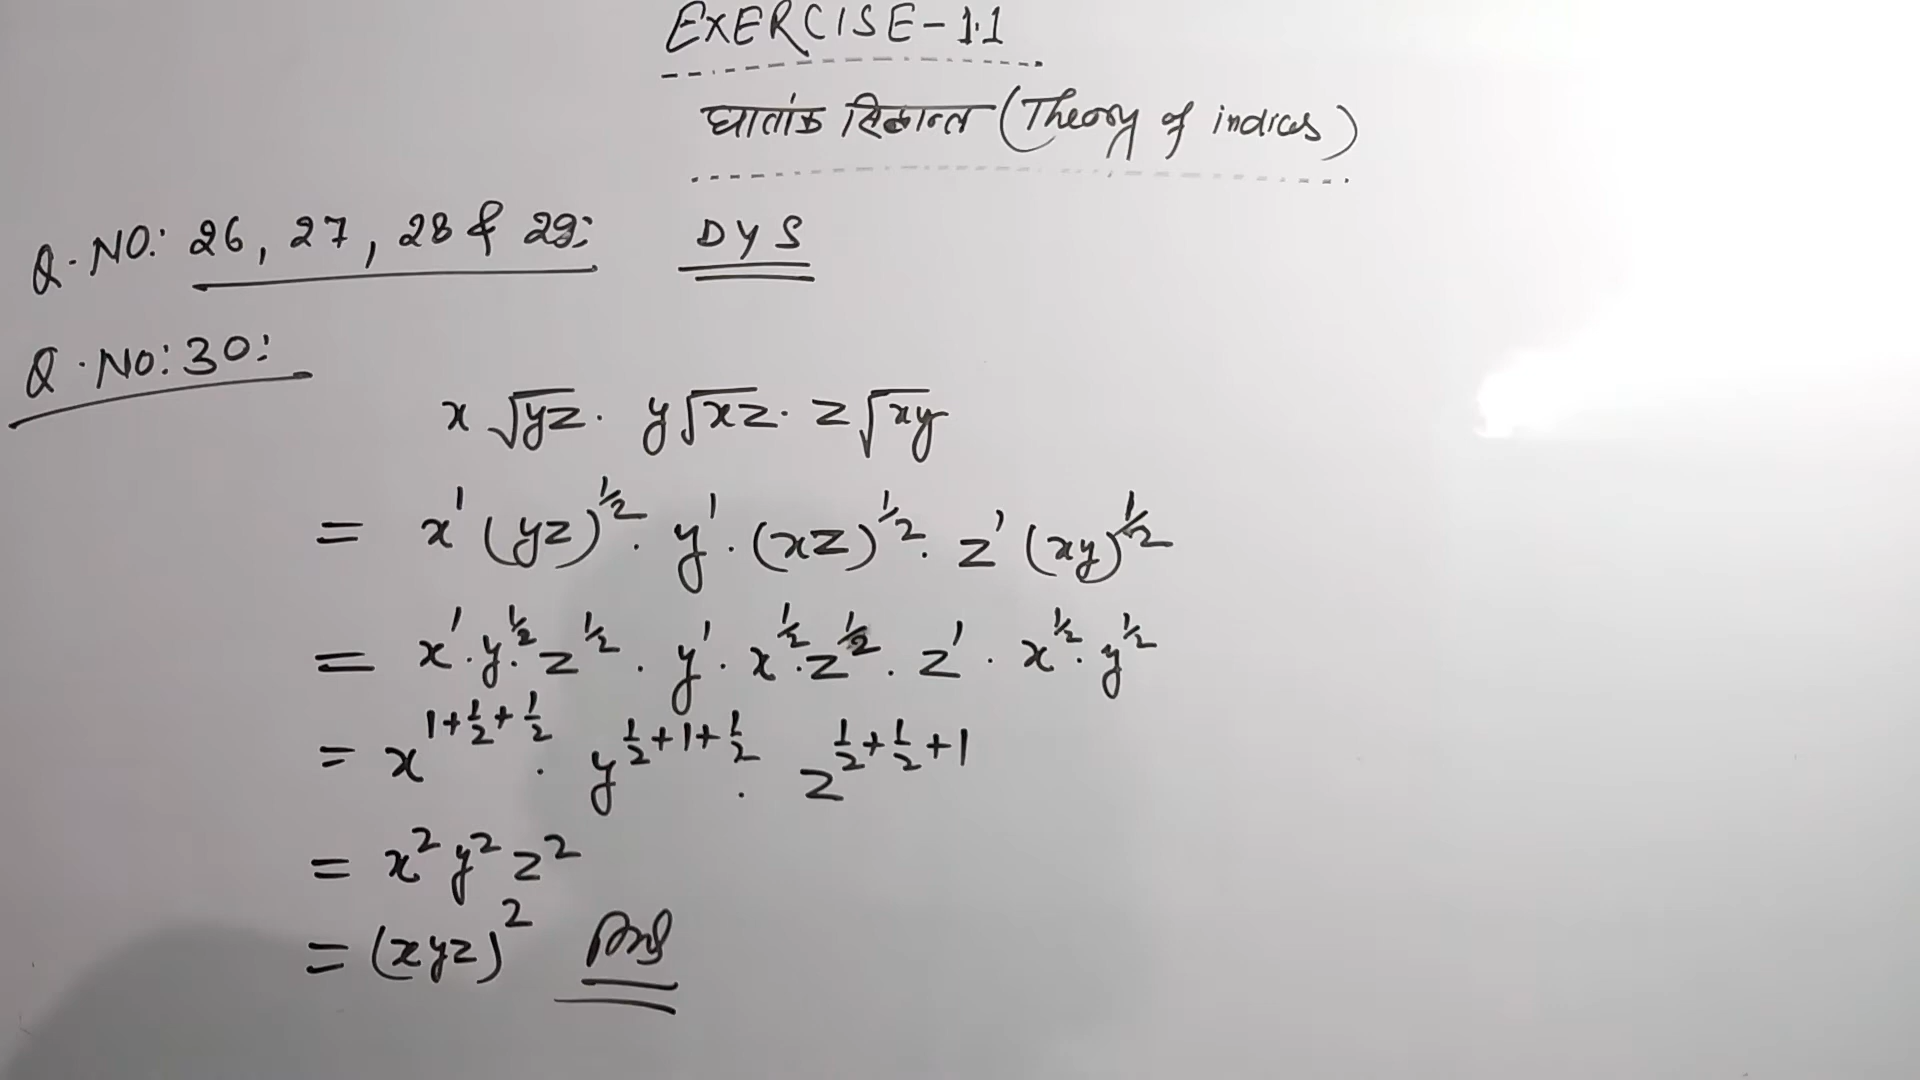 EXERCISE-1.1
घातांक सिद्धान्त (Theory of indices)
Q.NO: 26, 27, 28 & 29: DYS
Q.No:30:
x √yz . y√xz . z√xy
= x¹ (yz)^½ . y¹ . (xz)^½ . z¹ (xy)^½
= x¹ . y^½ . z^½ . y¹ . x^½ . z^½ . z¹ . x^½ . y^½
= x^(1+½+½) . y^(½+1+½) . z^(½+½+1)
= x² y² z²
= (xyz)² Ans